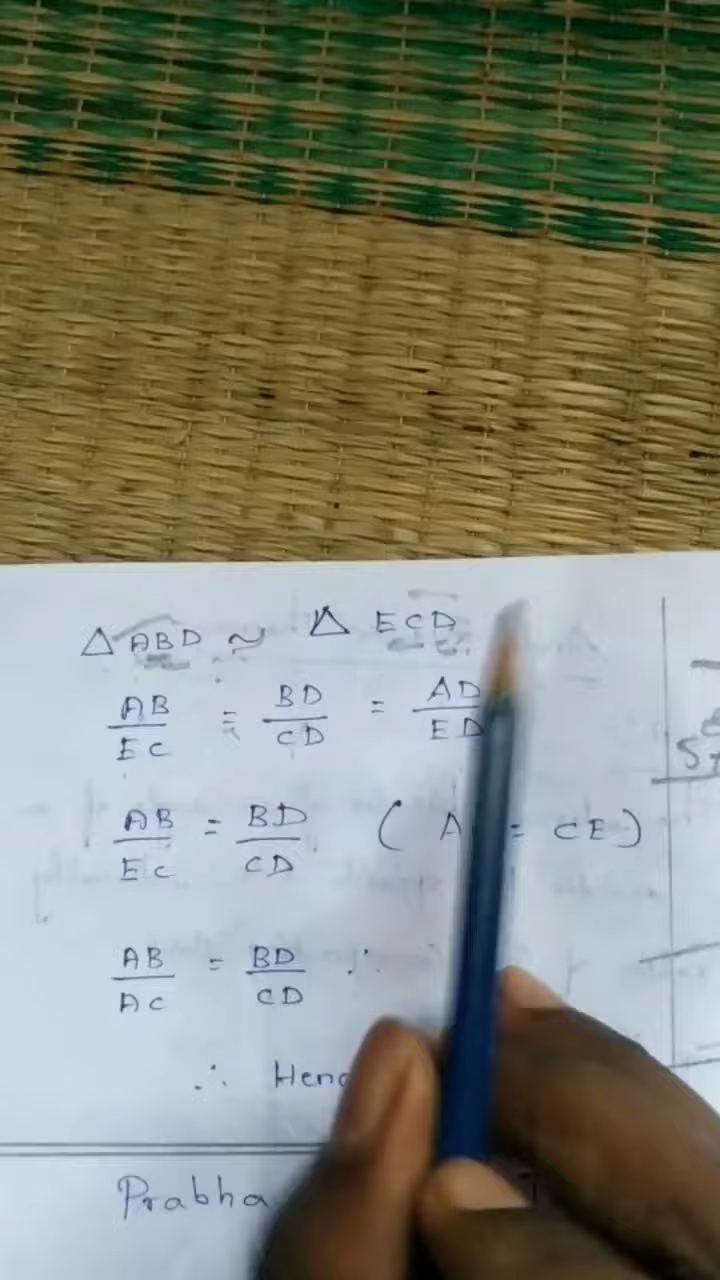 △ ABD ~ △ ECD
AB/EC = BD/CD = AD/ED
AB/EC = BD/CD ( A = CE )
AB/AC = BD/CD ∴
∴ Henc
Prabha